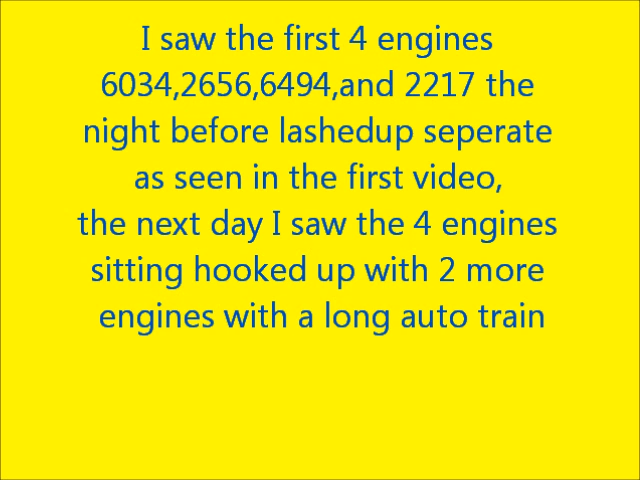 I saw the first 4 engines
6034,2656,6494,and 2217 the
night before lashedup seperate
as seen in the first video,
the next day I saw the 4 engines
sitting hooked up with 2 more
engines with a long auto train